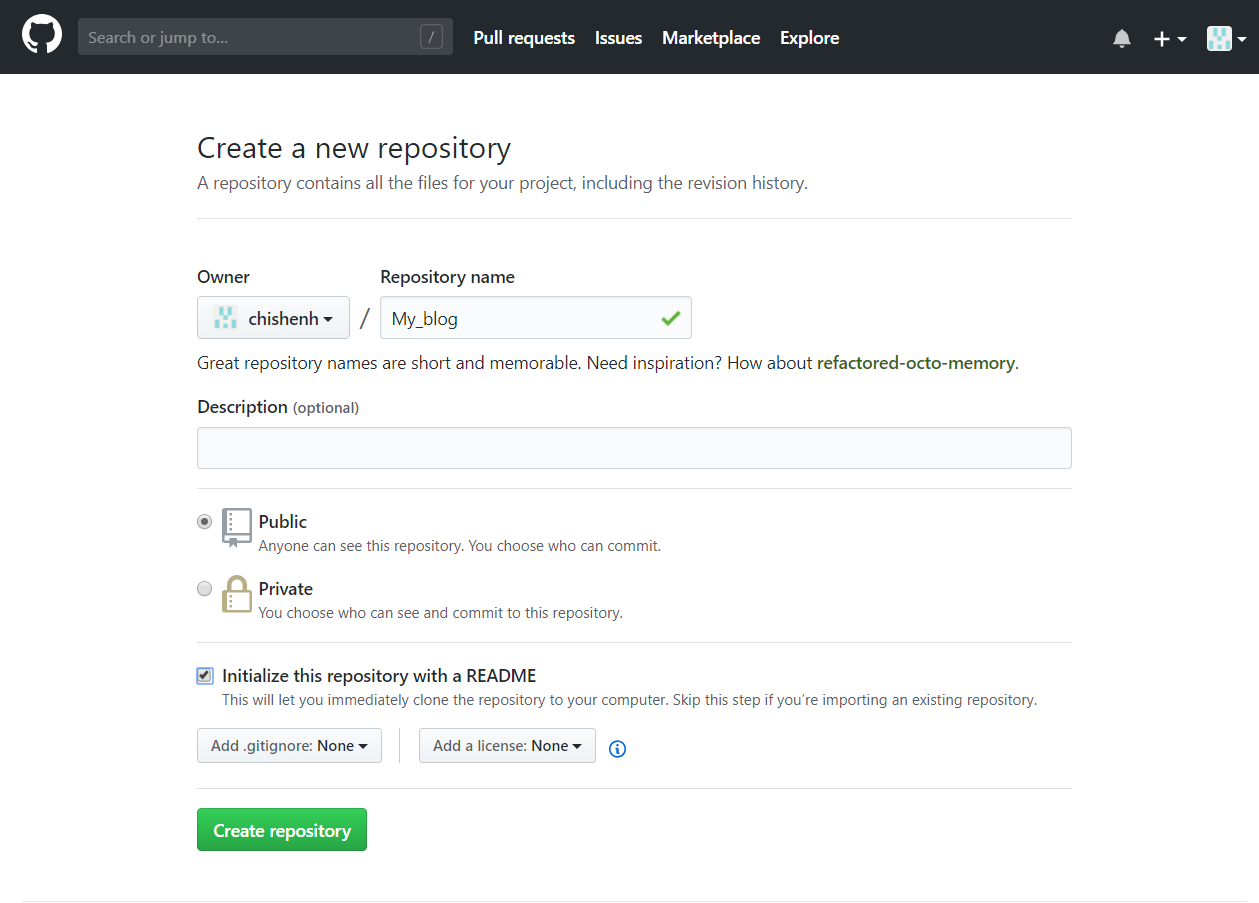 Search or jump to... / Pull requests Issues Marketplace Explore
Create a new repository
A repository contains all the files for your project, including the revision history.
Owner Repository name
chishenh / My_blog
Great repository names are short and memorable. Need inspiration? How about refactored-octo-memory.
Description (optional)
Public
Anyone can see this repository. You choose who can commit.
Private
You choose who can see and commit to this repository.
Initialize this repository with a README
This will let you immediately clone the repository to your computer. Skip this step if you’re importing an existing repository.
Add .gitignore: None Add a license: None
Create repository